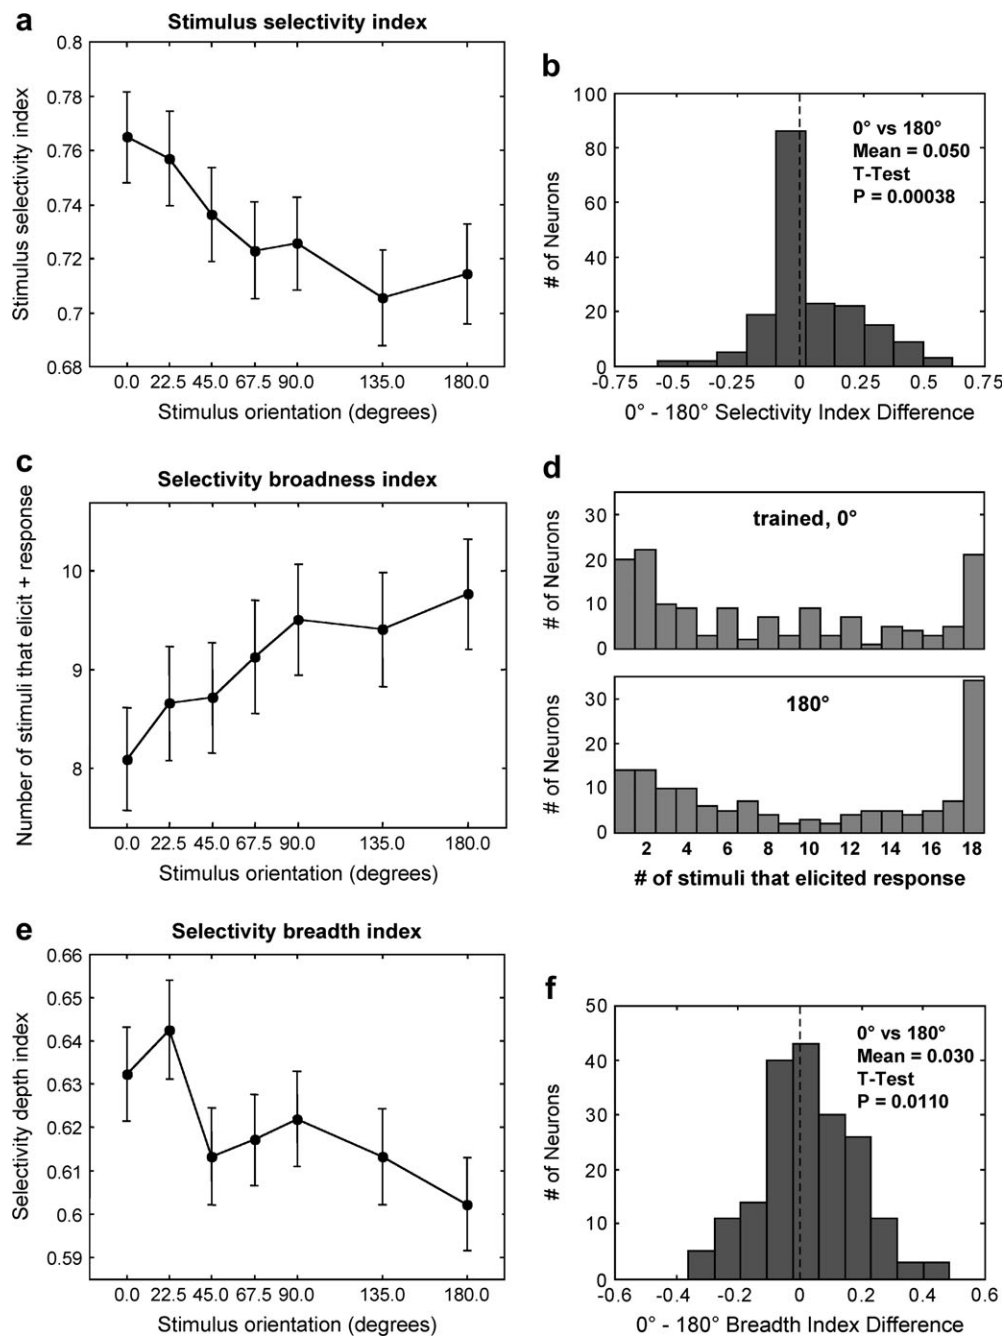 a
Stimulus selectivity index
Stimulus selectivity index
0.8
0.78
0.76
0.74
0.72
0.7
0.68
0.0 22.5 45.0 67.5 90.0 135.0 180.0
Stimulus orientation (degrees)
b
# of Neurons
100
80
60
40
20
0
0° vs 180°
Mean = 0.050
T-Test
P = 0.00038
-0.75 -0.5 -0.25 0 0.25 0.5 0.75
0° - 180° Selectivity Index Difference
c
Selectivity broadness index
Number of stimuli that elicit + response
10
9
8
0.0 22.5 45.0 67.5 90.0 135.0 180.0
Stimulus orientation (degrees)
d
# of Neurons
30
20
10
0
trained, 0°
# of Neurons
30
20
10
0
180°
2 4 6 8 10 12 14 16 18
# of stimuli that elicited response
e
Selectivity breadth index
Selectivity depth index
0.66
0.65
0.64
0.63
0.62
0.61
0.6
0.59
0.0 22.5 45.0 67.5 90.0 135.0 180.0
Stimulus orientation (degrees)
f
# of Neurons
50
40
30
20
10
0
0° vs 180°
Mean = 0.030
T-Test
P = 0.0110
-0.6 -0.4 -0.2 0 0.2 0.4 0.6
0° - 180° Breadth Index Difference